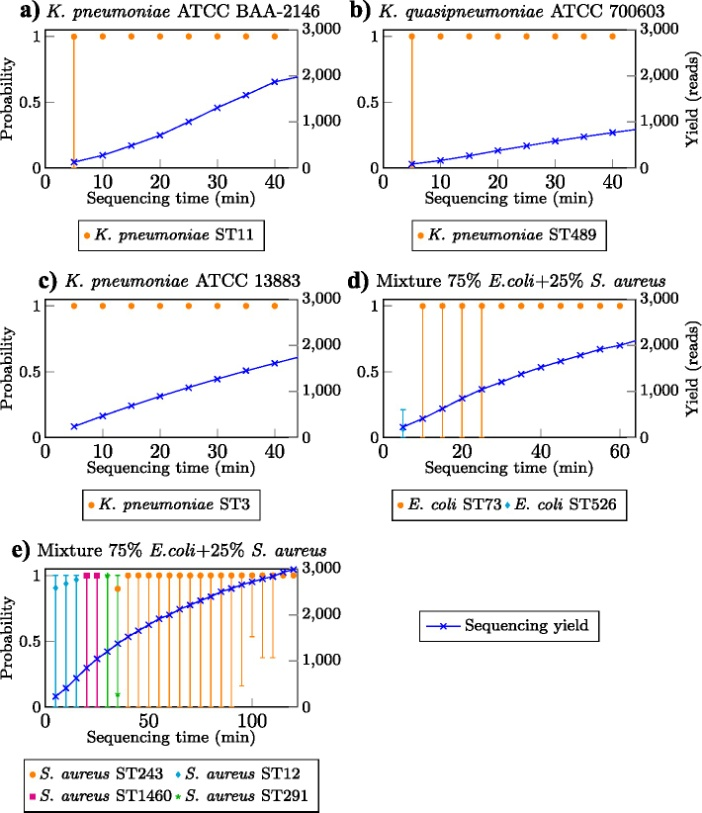 a) K. pneumoniae ATCC BAA-2146
b) K. quasipneumoniae ATCC 700603
Probability
1
0.5
0
3,000
2,000
1,000
0
0 10 20 30 40
Sequencing time (min)
K. pneumoniae ST11
1
0.5
0
3,000
2,000
1,000
0
Yield (reads)
0 10 20 30 40
Sequencing time (min)
K. pneumoniae ST489
c) K. pneumoniae ATCC 13883
d) Mixture 75% E.coli+25% S. aureus
Probability
1
0.5
0
3,000
2,000
1,000
0
0 10 20 30 40
Sequencing time (min)
K. pneumoniae ST3
1
0.5
0
3,000
2,000
1,000
0
Yield (reads)
0 20 40 60
Sequencing time (min)
E. coli ST73 E. coli ST526
e) Mixture 75% E.coli+25% S. aureus
Probability
1
0.5
0
3,000
2,000
1,000
0
0 50 100
Sequencing time (min)
S. aureus ST243 S. aureus ST12
S. aureus ST1460 S. aureus ST291
Sequencing yield